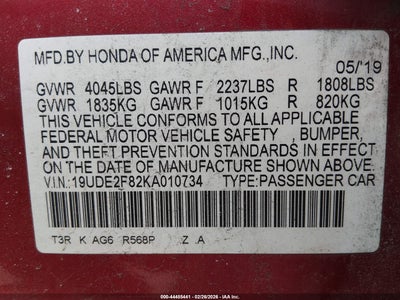 MFD.BY HONDA OF AMERICA MFG.,INC.
05/'19
GVWR 4045LBS GAWR F 2237LBS R 1808LBS
GVWR 1835KG GAWR F 1015KG R 820KG
THIS VEHICLE CONFORMS TO ALL APPLICABLE
FEDERAL MOTOR VEHICLE SAFETY , BUMPER,
AND THEFT PREVENTION STANDARDS IN EFFECT
ON THE DATE OF MANUFACTURE SHOWN ABOVE.
V.I.N.: 19UDE2F82KA010734 TYPE:PASSENGER CAR
T3R K AG6 R568P Z A
000-44455441 - 02/26/2026 - IAA, Inc.